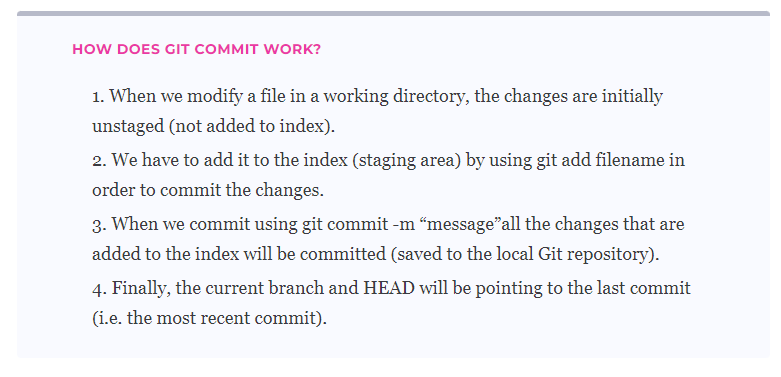 HOW DOES GIT COMMIT WORK?
1. When we modify a file in a working directory, the changes are initially
unstaged (not added to index).
2. We have to add it to the index (staging area) by using git add filename in
order to commit the changes.
3. When we commit using git commit -m “message”all the changes that are
added to the index will be committed (saved to the local Git repository).
4. Finally, the current branch and HEAD will be pointing to the last commit
(i.e. the most recent commit).